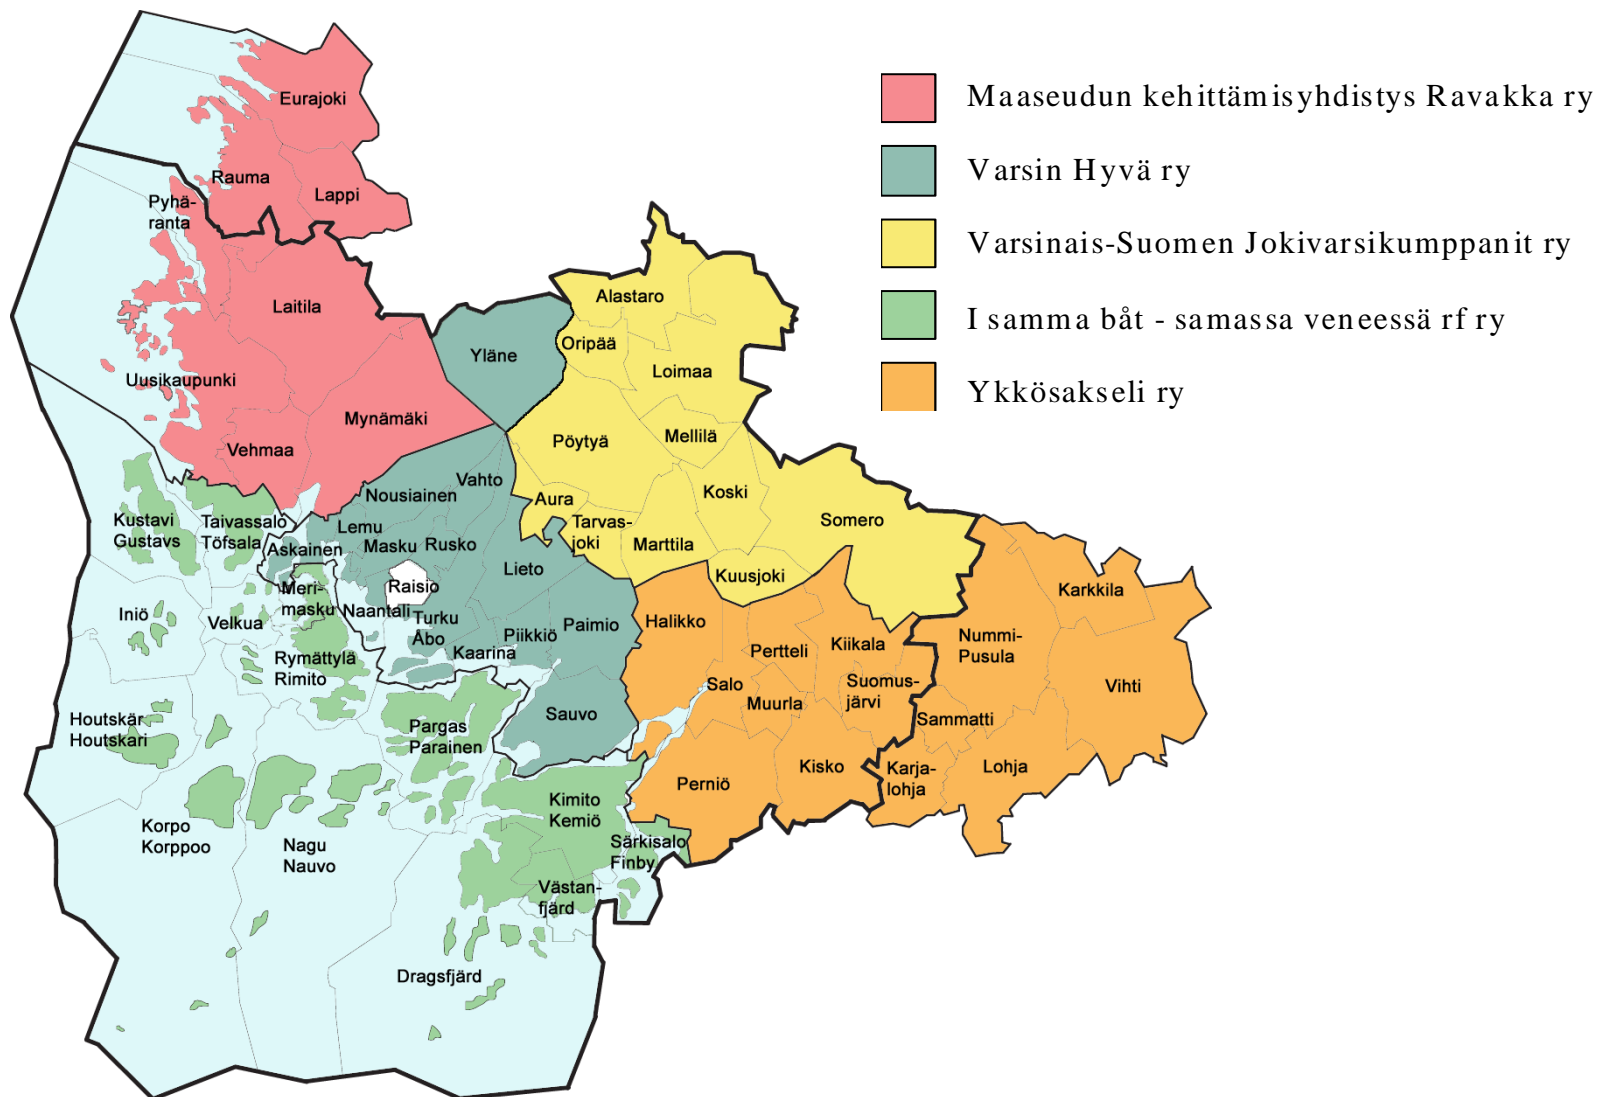 Maaseudun kehittämisyhdistys Ravakka ry
Varsin Hyvä ry
Varsinais-Suomen Jokivarsikumppanit ry
I samma båt - samassa veneessä rf ry
Ykkösakseli ry
Eurajoki
Rauma
Lappi
Pyhä-
ranta
Laitila
Uusikaupunki
Mynämäki
Vehmaa
Yläne
Alastaro
Oripää
Loimaa
Pöytyä
Mellilä
Aura
Koski
Tarvas-
joki
Marttila
Somero
Kuusjoki
Vahto
Nousiainen
Lemu
Masku
Rusko
Askainen
Lieto
Raisio
Naantali
Turku
Åbo
Kaarina
Piikkiö
Paimio
Sauvo
Kustavi
Gustavs
Taivassalo
Töfsala
Meri-
masku
Iniö
Velkua
Rymättylä
Rimito
Houtskär
Houtskari
Pargas
Parainen
Korpo
Korppoo
Nagu
Nauvo
Kimito
Kemiö
Särkisalo
Finby
Västan-
fjärd
Dragsfjärd
Halikko
Pertteli
Kiikala
Salo
Muurla
Suomus-
järvi
Perniö
Kisko
Nummi-
Pusula
Karkkila
Vihti
Sammatti
Karja-
lohja
Lohja